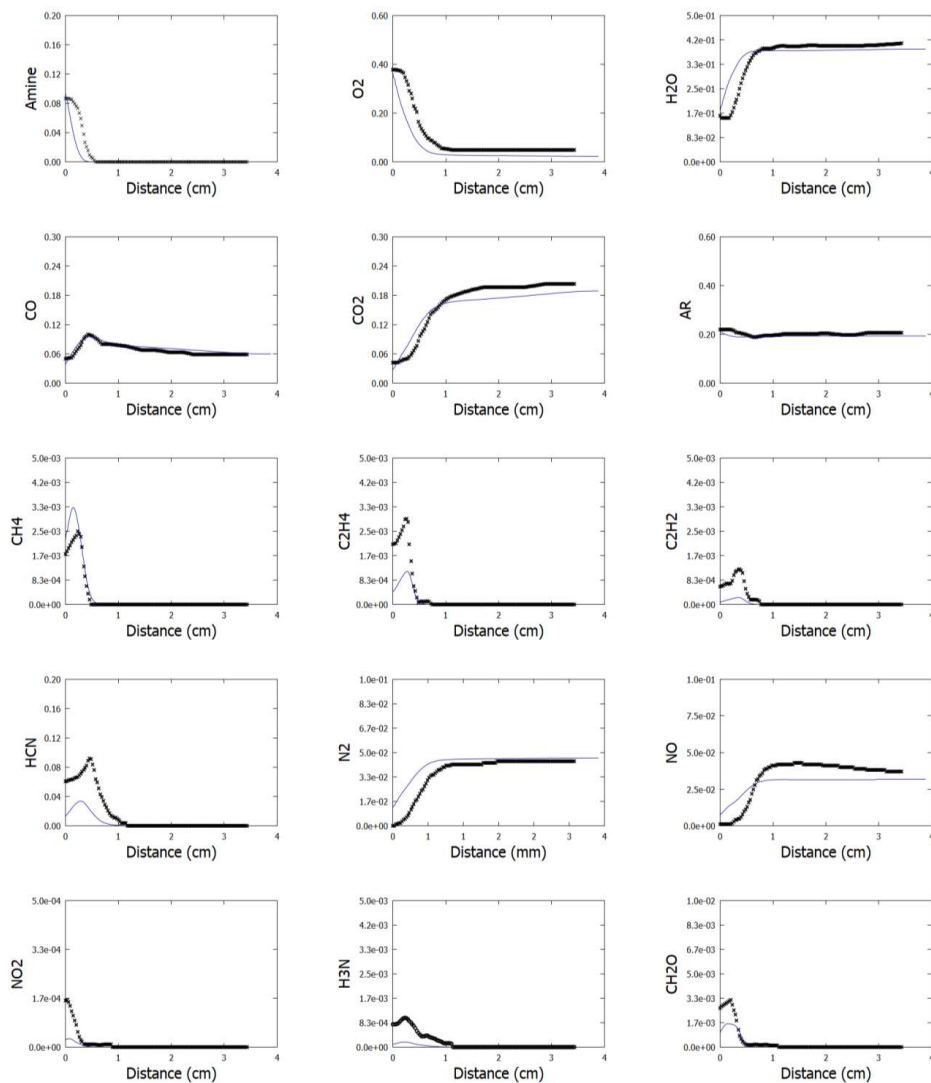 Amine
0.20
0.16
0.12
0.08
0.04
0.00
0 1 2 3 4
Distance (cm)
O2
0.60
0.40
0.20
0.00
0 1 2 3 4
Distance (cm)
H2O
5.0e-01
4.2e-01
3.3e-01
2.5e-01
1.7e-01
8.3e-02
0.0e+00
0 1 2 3 4
Distance (cm)
CO
0.30
0.24
0.18
0.12
0.06
0.00
0 1 2 3 4
Distance (cm)
CO2
0.30
0.24
0.18
0.12
0.06
0.00
0 1 2 3 4
Distance (cm)
AR
0.60
0.40
0.20
0.00
0 1 2 3 4
Distance (cm)
CH4
5.0e-03
4.2e-03
3.3e-03
2.5e-03
1.7e-03
8.3e-04
0.0e+00
0 1 2 3 4
Distance (cm)
C2H4
5.0e-03
4.2e-03
3.3e-03
2.5e-03
1.7e-03
8.3e-04
0.0e+00
0 1 2 3 4
Distance (cm)
C2H2
5.0e-03
4.2e-03
3.3e-03
2.5e-03
1.7e-03
8.3e-04
0.0e+00
0 1 2 3 4
Distance (cm)
HCN
0.20
0.16
0.12
0.08
0.04
0.00
0 1 2 3 4
Distance (cm)
N2
1.0e-01
8.3e-02
6.7e-02
5.0e-02
3.3e-02
1.7e-02
0.0e+00
0 1 1 2 2 3 4
Distance (mm)
NO
1.0e-01
7.5e-02
5.0e-02
2.5e-02
0.0e+00
0 1 2 3 4
Distance (cm)
NO2
5.0e-04
3.3e-04
1.7e-04
0.0e+00
0 1 2 3 4
Distance (cm)
H3N
5.0e-03
4.2e-03
3.3e-03
2.5e-03
1.7e-03
8.3e-04
0.0e+00
0 1 2 3 4
Distance (cm)
CH2O
1.0e-02
8.3e-03
6.7e-03
5.0e-03
3.3e-03
1.7e-03
0.0e+00
0 1 2 3 4
Distance (cm)